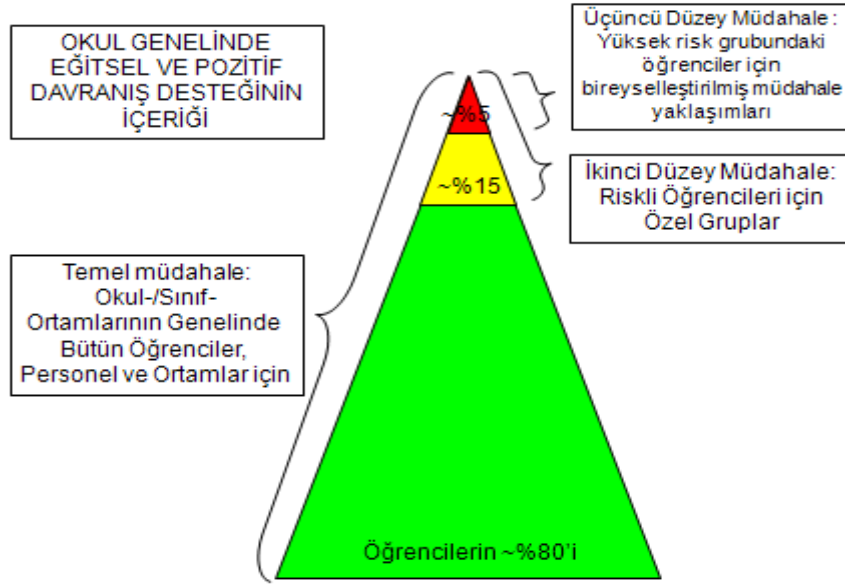 OKUL GENELİNDE
EĞİTSEL VE POZİTİF
DAVRANIŞ DESTEĞİNİN
İÇERİĞİ
Üçüncü Düzey Müdahale :
Yüksek risk grubundaki
öğrenciler için
bireyselleştirilmiş müdahale
yaklaşımları
~%5
~%15
İkinci Düzey Müdahale:
Riskli Öğrencileri için
Özel Gruplar
Temel müdahale:
Okul-/Sınıf-
Ortamlarının Genelinde
Bütün Öğrenciler,
Personel ve Ortamlar için
Öğrencilerin ~%80'i